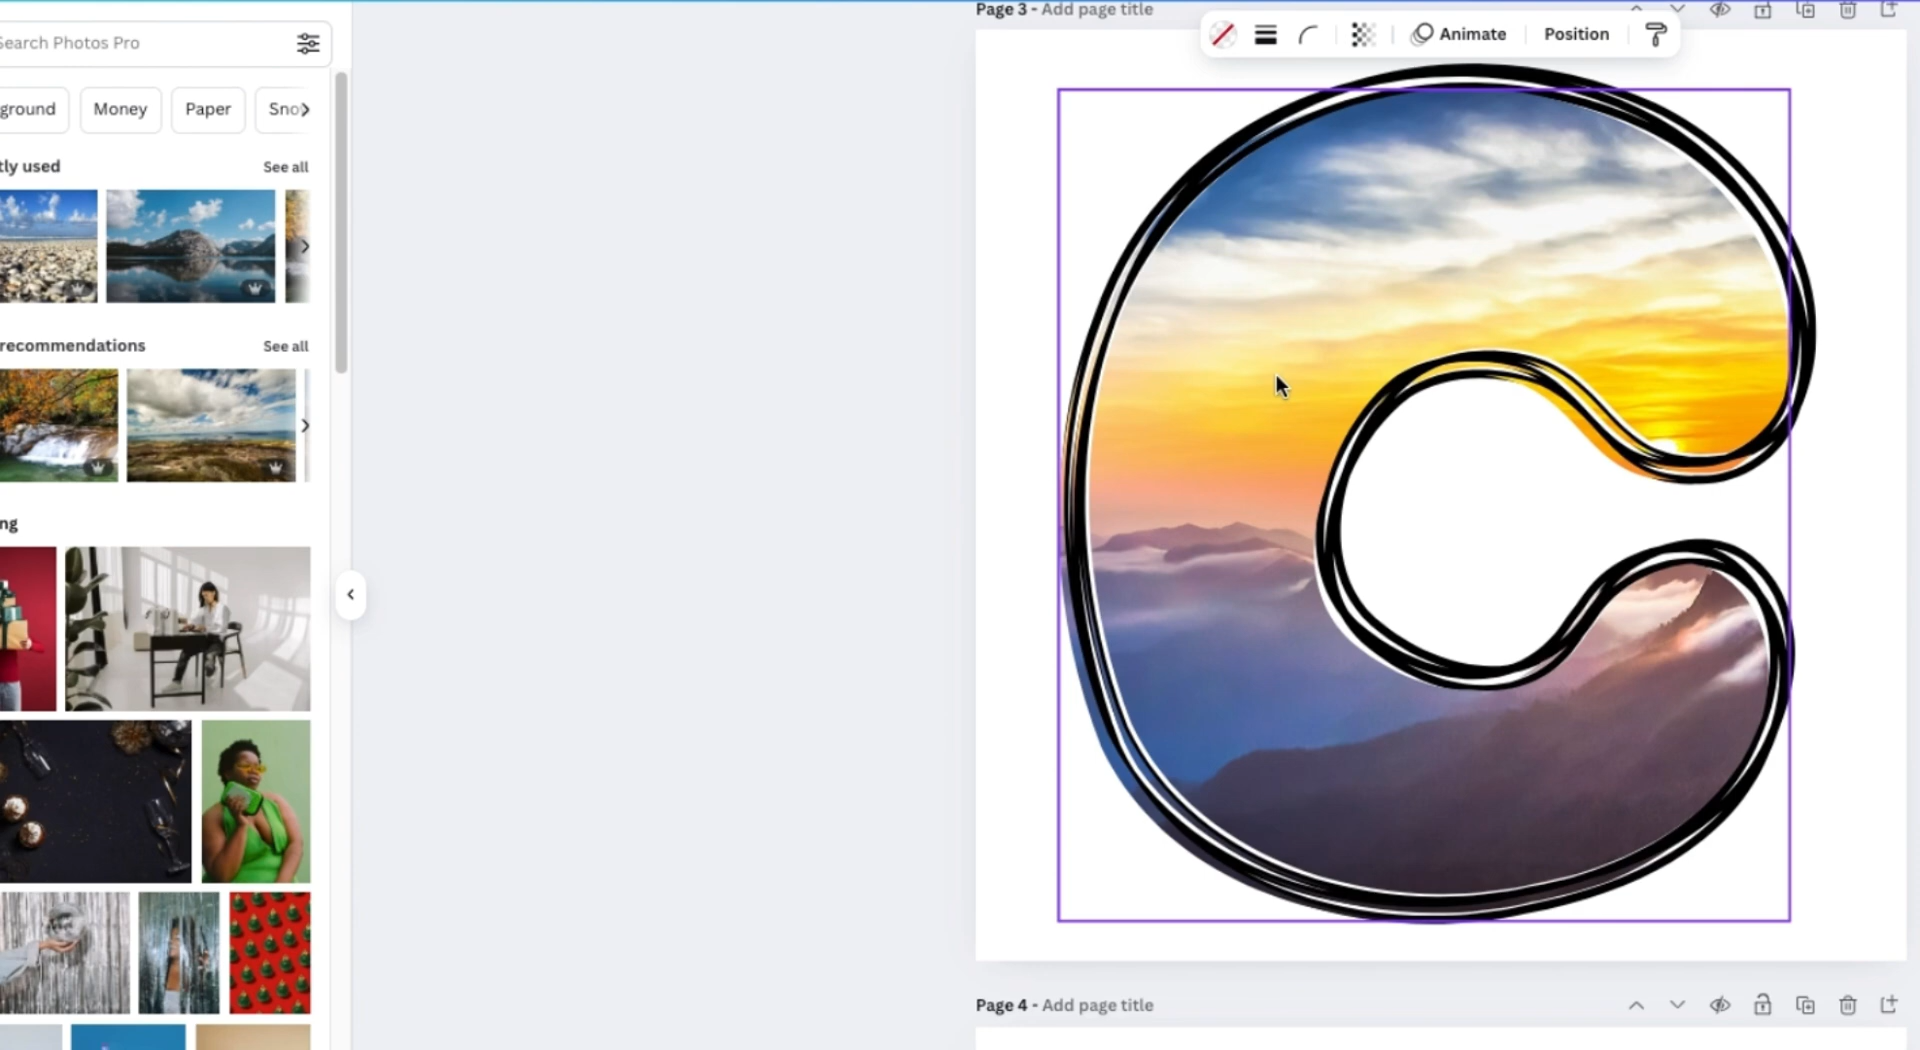 Page 3 - Add page title
Search Photos Pro
Animate
Position
ground
Money
Paper
Sno
tly used
See all
recommendations
See all
ng
C
Page 4 - Add page title